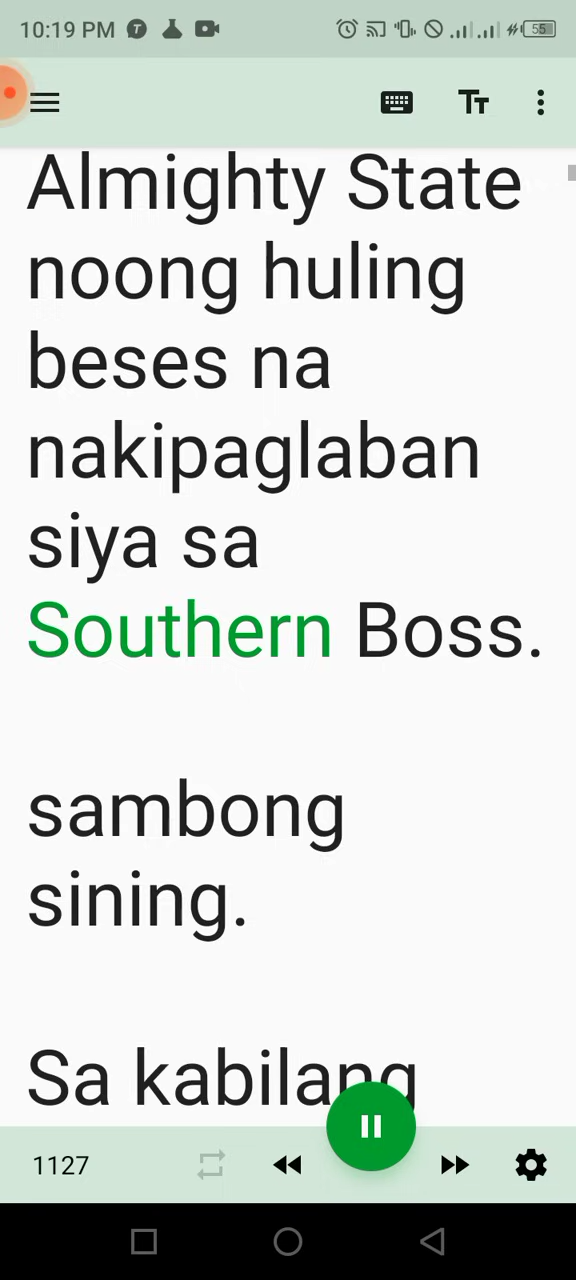 10:19 PM
55
Almighty State
noong huling
beses na
nakipaglaban
siya sa
Southern Boss.
sambong
sining.
Sa kabilang
1127